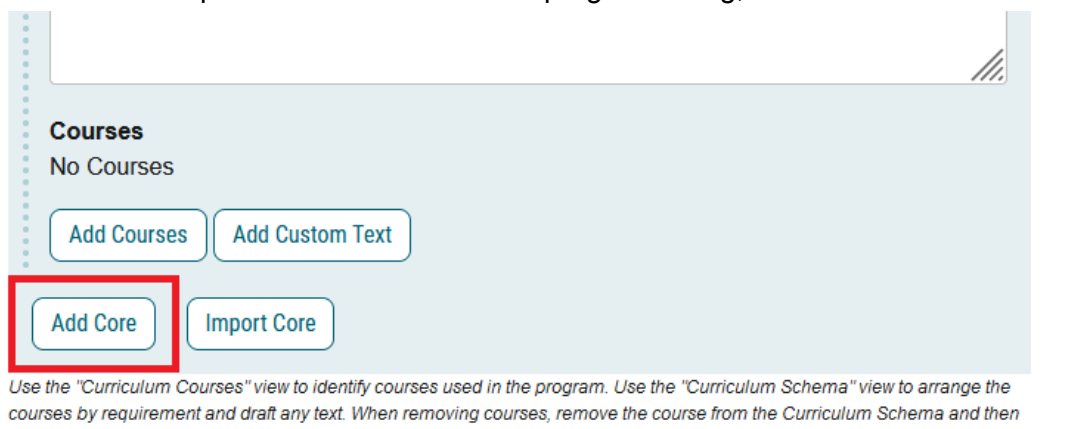 Courses
No Courses
Add Courses Add Custom Text
Add Core Import Core
Use the "Curriculum Courses" view to identify courses used in the program. Use the "Curriculum Schema" view to arrange the
courses by requirement and draft any text. When removing courses, remove the course from the Curriculum Schema and then